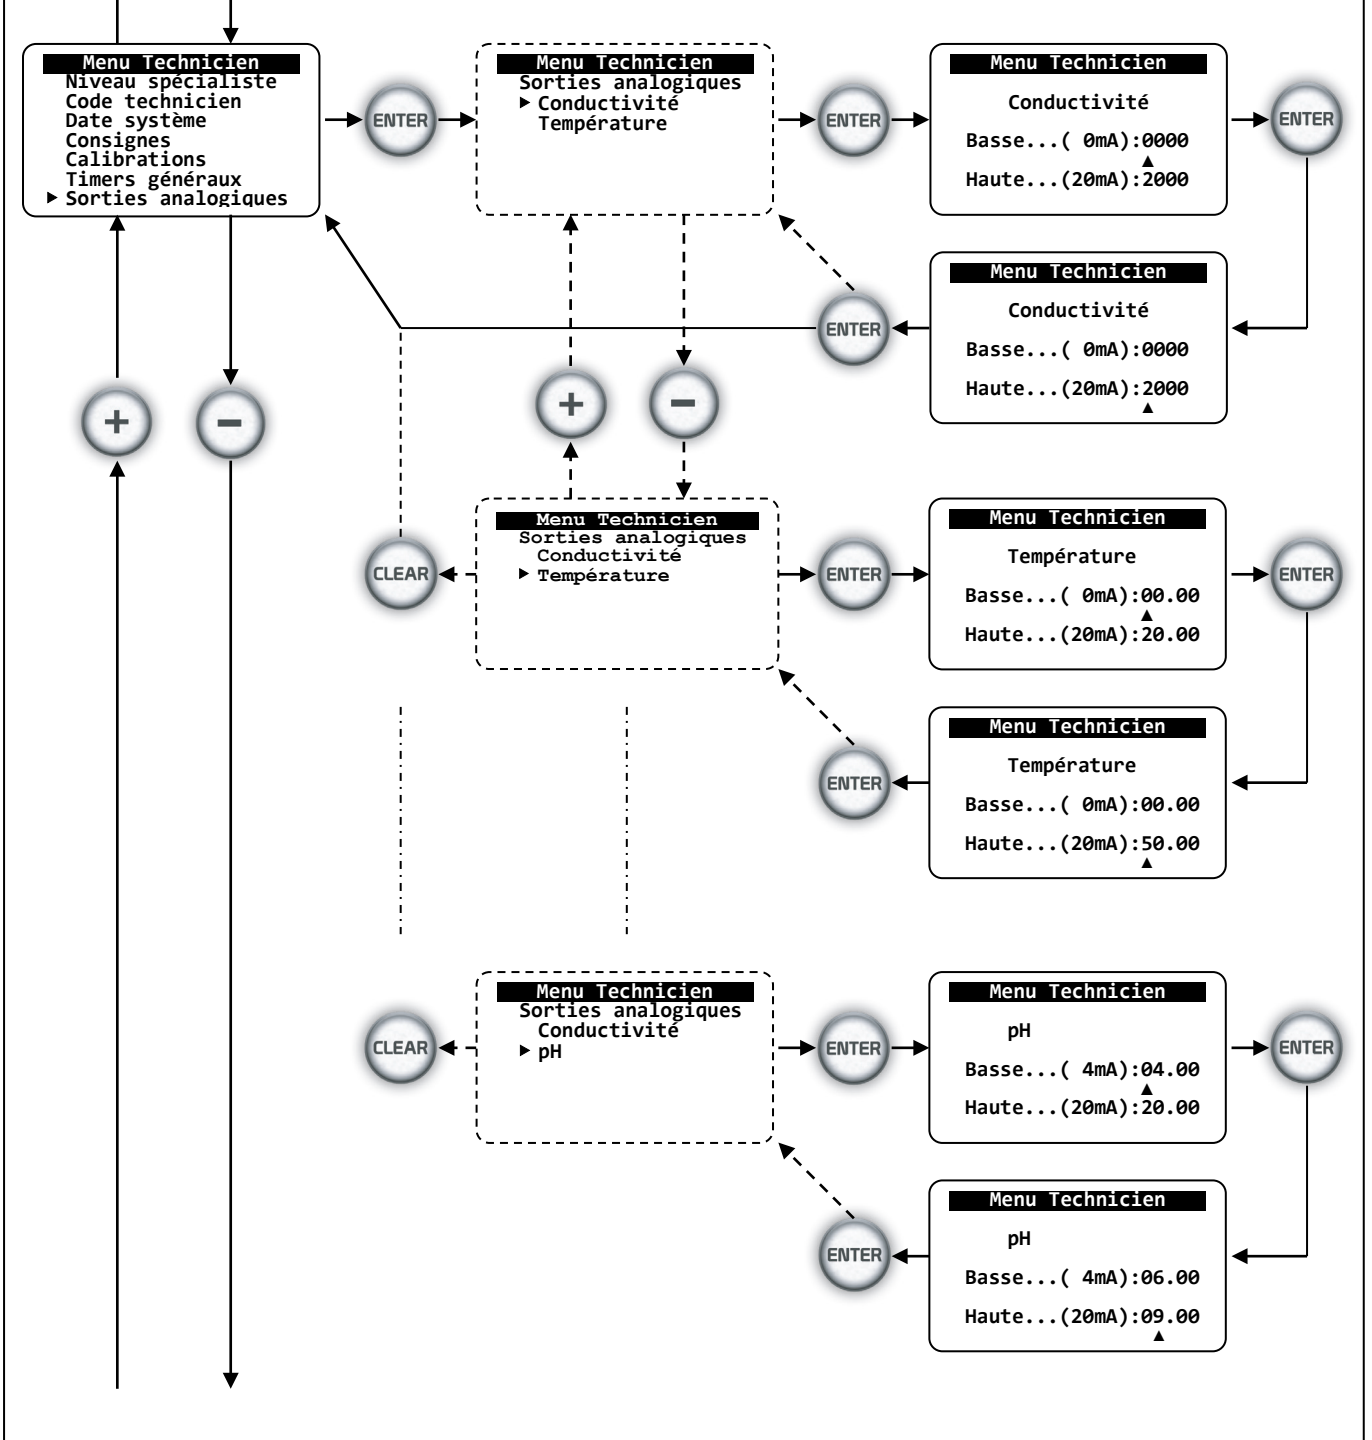 Menu Technicien
Niveau spécialiste
Code technicien
Date système
Consignes
Calibrations
Timers généraux
▶ Sorties analogiques
ENTER
Menu Technicien
Sorties analogiques
▶ Conductivité
Température
ENTER
Menu Technicien
Conductivité
Basse...( 0mA):0000
▲
Haute...(20mA):2000
ENTER
Menu Technicien
Conductivité
Basse...( 0mA):0000
Haute...(20mA):2000
▲
ENTER
+
-
+
-
Menu Technicien
Sorties analogiques
Conductivité
▶ Température
CLEAR
ENTER
Menu Technicien
Température
Basse...( 0mA):00.00
▲
Haute...(20mA):20.00
ENTER
Menu Technicien
Température
Basse...( 0mA):00.00
Haute...(20mA):50.00
▲
ENTER
CLEAR
Menu Technicien
Sorties analogiques
Conductivité
▶ pH
ENTER
Menu Technicien
pH
Basse...( 4mA):04.00
▲
Haute...(20mA):20.00
ENTER
Menu Technicien
pH
Basse...( 4mA):06.00
Haute...(20mA):09.00
▲
ENTER